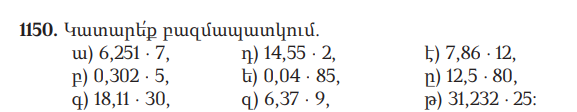 1150. Կատարե՛ք բազմապատկում.
ա) 6,251 · 7, դ) 14,55 · 2, է) 7,86 · 12,
բ) 0,302 · 5, ե) 0,04 · 85, ը) 12,5 · 80,
գ) 18,11 · 30, զ) 6,37 · 9, թ) 31,232 · 25: